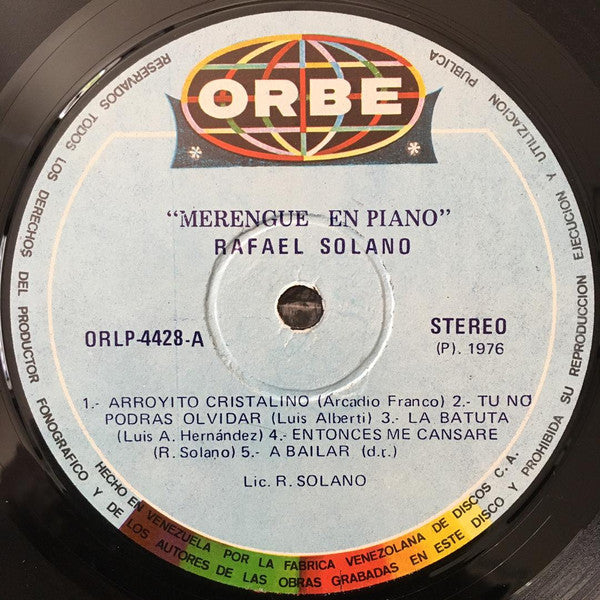 ORBE
"MERENGUE EN PIANO"
RAFAEL SOLANO
ORLP-4428-A
STEREO
(P). 1976
1.- ARROYITO CRISTALINO (Arcadio Franco) 2.- TU NO
PODRAS OLVIDAR (Luis Alberti) 3.- LA BATUTA
(Luis A. Hernández) 4.- ENTONCES ME CANSARE
(R. Solano) 5.- A BAILAR (d.r.)
Lic. R. SOLANO
RESERVADOS TODOS LOS DERECHOS DEL PRODUCTOR FONOGRAFICO Y DE LOS AUTORES DE LAS OBRAS GRABADAS EN ESTE DISCO Y PROHIBIDA SU REPRODUCCION EJECUCION Y UTILIZACION PUBLICA
HECHO EN VENEZUELA POR LA FABRICA VENEZOLANA DE DISCOS C.A.